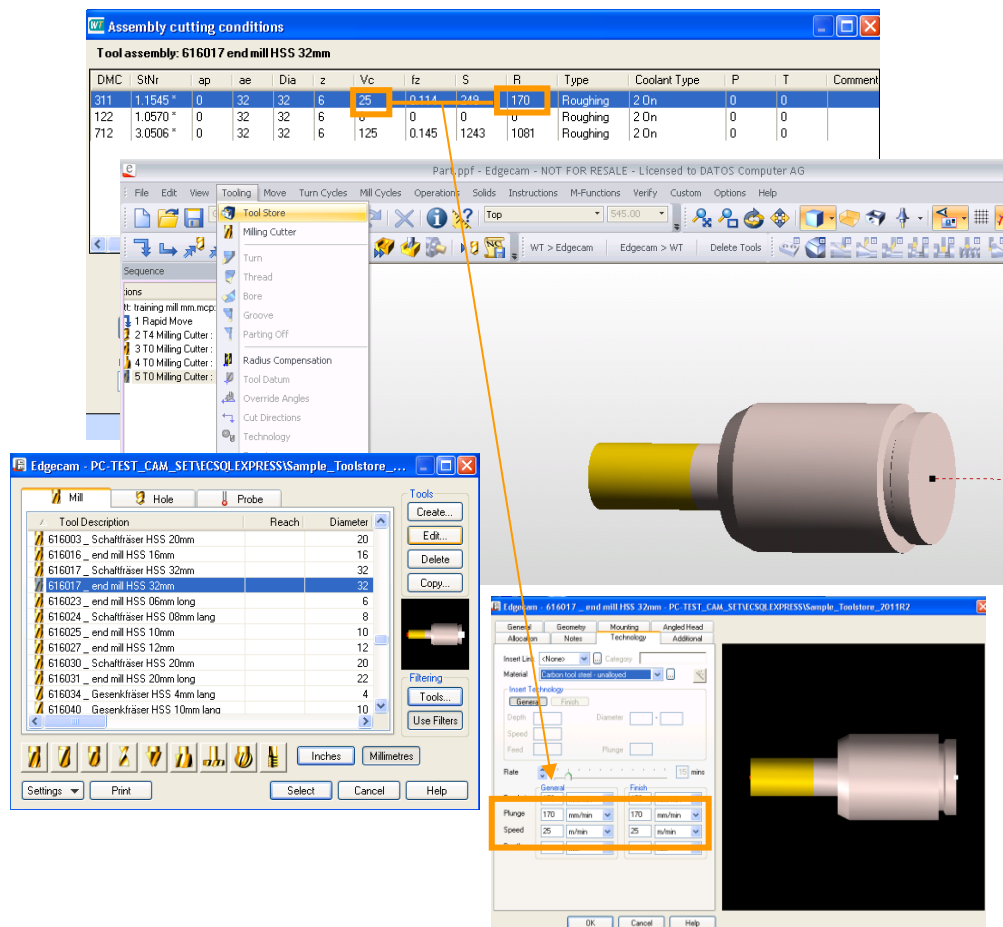 WT Assembly cutting conditions
Tool assembly: 616017 end mill HSS 32mm
DMC StNr ap ae Dia z Vc fz S R Type Coolant Type P T Comment
311 1.1545 * 0 32 32 6 25 0.114 249 170 Roughing 2 On 0 0
122 1.0570 * 0 32 32 6 0 0 0 0 Roughing 2 On 0 0
712 3.0506 * 0 32 32 6 125 0.145 1243 1081 Roughing 2 On 0 0
Part.ppf - Edgecam - NOT FOR RESALE - Licensed to DATOS Computer AG
File Edit View Tooling Move Turn Cycles Mill Cycles Operations Solids Instructions M-Functions Verify Custom Options Help
Tool Store
Top 545.00
Milling Cutter
NC WT > Edgecam Edgecam > WT Delete Tools
Turn
Thread
Bore
Groove
Parting Off
Radius Compensation
Tool Datum
Override Angles
Cut Directions
Technology
Sequence
ions
tt: training mill mm.mcp:
1 Rapid Move
2 T4 Milling Cutter :
3 T0 Milling Cutter :
4 T0 Milling Cutter :
5 T0 Milling Cutter :
Edgecam - PC-TEST_CAM_SET\ECSQLEXPRESS\Sample_Toolstore_...
Mill Hole Probe
Tool Description Reach Diameter
616003 _ Schaftfräser HSS 20mm 20
616016 _ end mill HSS 16mm 16
616017 _ Schaftfräser HSS 32mm 32
616017 _ end mill HSS 32mm 32
616023 _ end mill HSS 06mm long 6
616024 _ Schaftfräser HSS 08mm lang 8
616025 _ end mill HSS 10mm 10
616027 _ end mill HSS 12mm 12
616030 _ Schaftfräser HSS 20mm 20
616031 _ end mill HSS 20mm long 22
616034 _ Gesenkfräser HSS 4mm lang 4
616040 Gesenkfräser HSS 10mm lang 10
Tools
Create...
Edit...
Delete
Copy...
Filtering
Tools...
Use Filters
Inches Millimetres
Settings Print Select Cancel Help
Edgecam - 616017 _ end mill HSS 32mm - PC-TEST_CAM_SET\ECSQLEXPRESS\Sample_Toolstore_2011R2
General Geometry Mounting Angled Head
Allocation Notes Technology Additional
Insert Link <None> ... Category
Material Carbon tool steel - unalloyed ...
Insert Technology
General Finish
Depth Diameter -
Speed
Feed Plunge
Rate 15 mins
General Finish
Plunge 170 mm/min 170 mm/min
Speed 25 m/min 25 m/min
OK Cancel Help